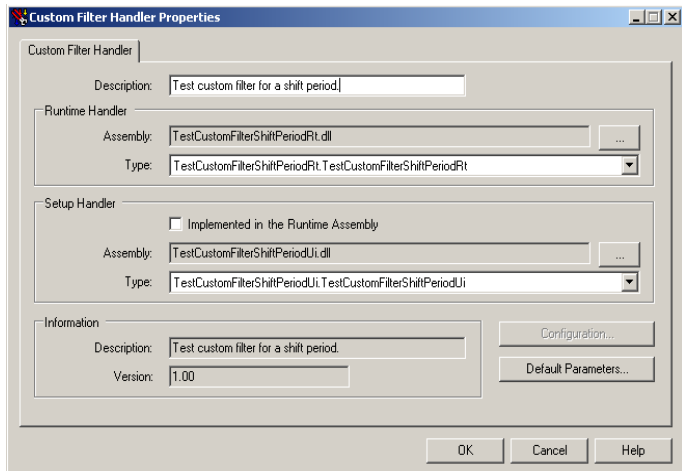 Custom Filter Handler Properties
Custom Filter Handler
Description: Test custom filter for a shift period.
Runtime Handler
Assembly: TestCustomFilterShiftPeriodRt.dll ...
Type: TestCustomFilterShiftPeriodRt.TestCustomFilterShiftPeriodRt
Setup Handler
Implemented in the Runtime Assembly
Assembly: TestCustomFilterShiftPeriodUi.dll ...
Type: TestCustomFilterShiftPeriodUi.TestCustomFilterShiftPeriodUi
Information
Configuration...
Description: Test custom filter for a shift period.
Default Parameters...
Version: 1.00
OK Cancel Help